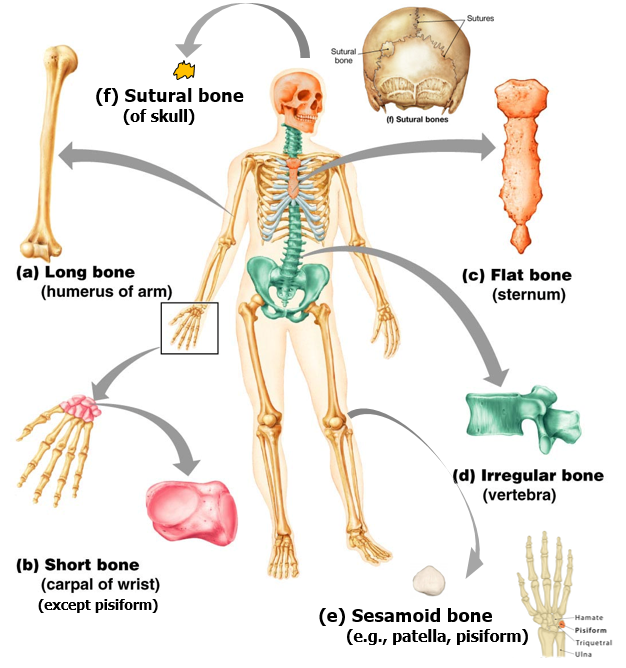 Sutures
Sutural
bone
(f) Sutural bones
(f) Sutural bone
(of skull)
(a) Long bone
(humerus of arm)
(c) Flat bone
(sternum)
(d) Irregular bone
(vertebra)
(b) Short bone
(carpal of wrist)
(except pisiform)
(e) Sesamoid bone
(e.g., patella, pisiform)
Hamate
Pisiform
Triquetral
Ulna